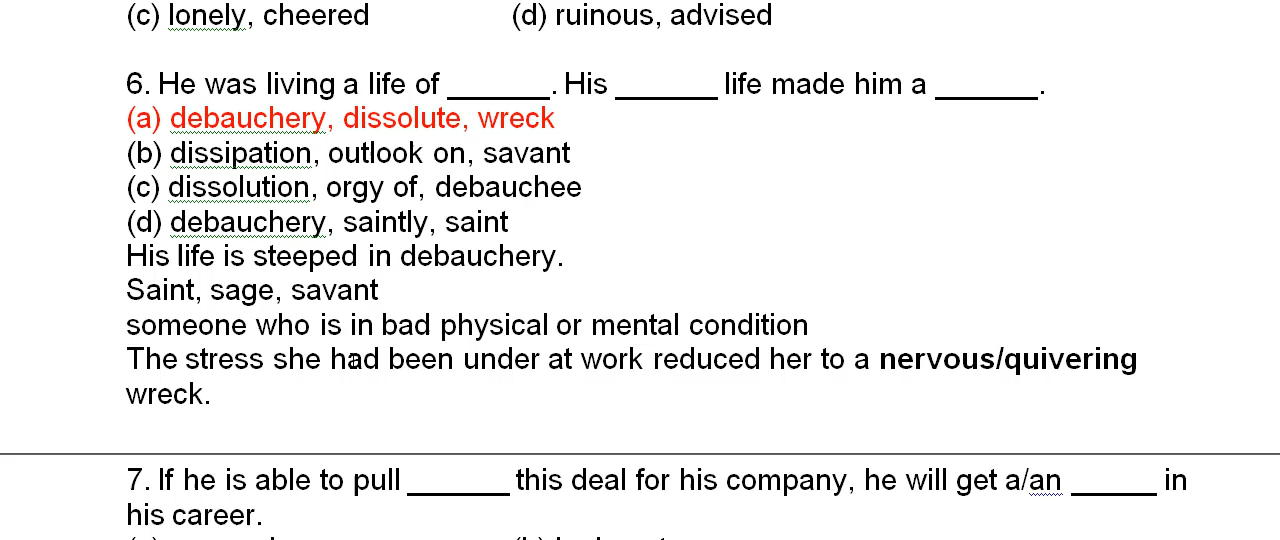 (c) lonely, cheered (d) ruinous, advised
6. He was living a life of ______. His ______ life made him a ______.
(a) debauchery, dissolute, wreck
(b) dissipation, outlook on, savant
(c) dissolution, orgy of, debauchee
(d) debauchery, saintly, saint
His life is steeped in debauchery.
Saint, sage, savant
someone who is in bad physical or mental condition
The stress she had been under at work reduced her to a nervous/quivering
wreck.
7. If he is able to pull ______ this deal for his company, he will get a/an _____ in
his career.